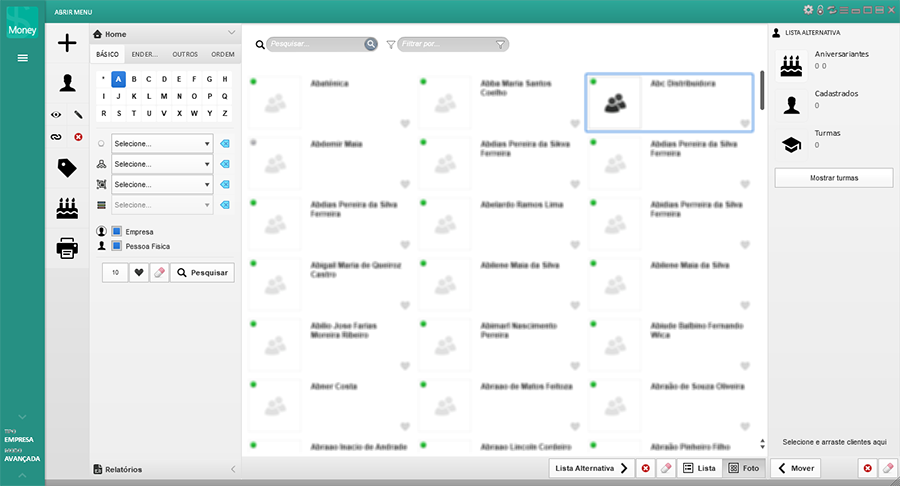 ABRIR MENU
Money
Home
BÁSICO ENDER... OUTROS ORDEM
* A B C D E F G H
I J K L M N O P Q
R S T U V W X Y Z
Selecione...
Selecione...
Selecione...
Selecione...
Empresa
Pessoa Fisica
10 Pesquisar
Relatórios
EMPRESA
AVANÇADA
Pesquisar... Filtrar por...
Abatênica
Abba Maria Santos
Coelho
Abc Distribuidora
Abdemir Maia
Abdias Pereira da Silva
Ferreira
Abdias Pereira da Silva
Ferreira
Abdias Pereira da Silva
Ferreira
Abelardo Ramos Lima
Abdias Pereira da Silva
Ferreira
Abigail Maria de Queiroz
Castro
Abilene Maia da Silva
Abilene Maia da Silva
Abilio Jose Farias
Moreira Ribeiro
Abimari Nascimento
Pereira
Abiude Balbino Fernando
Wica
Abner Costa
Abraao de Matos Feitoza
Abraão de Souza Oliveira
Abraao Inacio de Andrade
Abraao Lincoln Cordeiro
Abraão Pinheiro Filho
Lista Alternativa
Lista
Foto
LISTA ALTERNATIVA
Aniversariantes
0 0
Cadastrados
0 0
Turmas
0
Mostrar turmas
Selecione e arraste clientes aqui
Mover